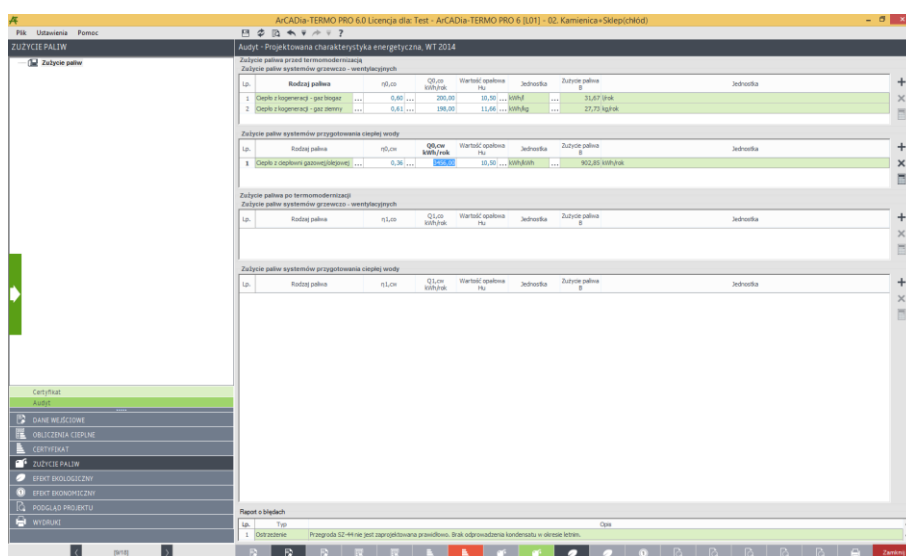 ArCADia-TERMO PRO 6.0 Licencja dla: Test - ArCADia-TERMO PRO 6 [L01] - 02. Kamienica+Sklep(chłód)
Plik Ustawienia Pomoc
ZUŻYCIE PALIW
Zużycie paliw
Certyfikat
Audyt
DANE WEJŚCIOWE
OBLICZENIA CIEPLNE
CERTYFIKAT
ZUŻYCIE PALIW
EFEKT EKOLOGICZNY
EFEKT EKONOMICZNY
PODGLĄD PROJEKTU
WYDRUKI
Audyt - Projektowana charakterystyka energetyczna, WT 2014
Zużycie paliwa przed termomodernizacją
Zużycie paliw systemów grzewczo - wentylacyjnych
Lp. Rodzaj paliwa η0,co Q0,co kWh/rok Wartość opałowa Hu Jednostka Zużycie paliwa B Jednostka
1 Ciepło z kogeneracji - gaz biogaz ... 0,60 ... 200,00 10,50 ... kWh/l ... 31,67 l/rok
2 Ciepło z kogeneracji - gaz ziemny ... 0,61 ... 198,00 11,66 ... kWh/kg ... 27,73 kg/rok
Zużycie paliw systemów przygotowania ciepłej wody
Lp. Rodzaj paliwa η0,cw Q0,cw kWh/rok Wartość opałowa Hu Jednostka Zużycie paliwa B Jednostka
1 Ciepło z ciepłowni gazowej/olejowej ... 0,36 ... 10,50 ... kWh/kWh ... 902,85 kWh/rok
Zużycie paliwa po termomodernizacji
Zużycie paliw systemów grzewczo - wentylacyjnych
Lp. Rodzaj paliwa η1,co Q1,co kWh/rok Wartość opałowa Hu Jednostka Zużycie paliwa B Jednostka
Zużycie paliw systemów przygotowania ciepłej wody
Lp. Rodzaj paliwa η1,cw Q1,cw kWh/rok Wartość opałowa Hu Jednostka Zużycie paliwa B Jednostka
Raport o błędach
Lp. Typ Opis
1 Ostrzeżenie Przegroda SZ-44 nie jest zaprojektowana prawidłowo. Brak odprowadzenia kondensatu w okresie letnim.
Zamknij